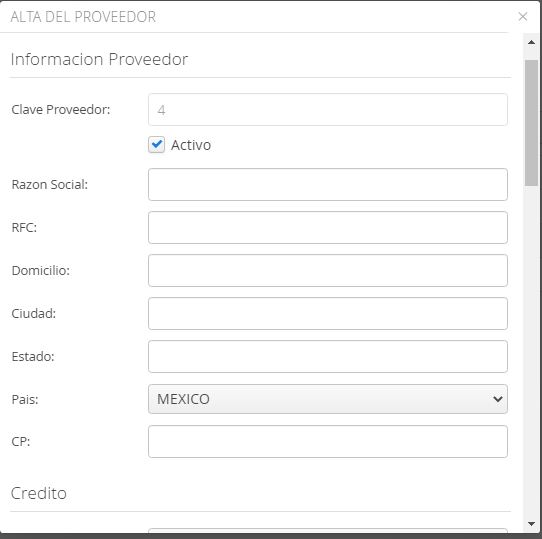 ALTA DEL PROVEEDOR
Informacion Proveedor
Clave Proveedor: 4
Activo
Razon Social:
RFC:
Domicilio:
Ciudad:
Estado:
Pais: MEXICO
CP:
Credito